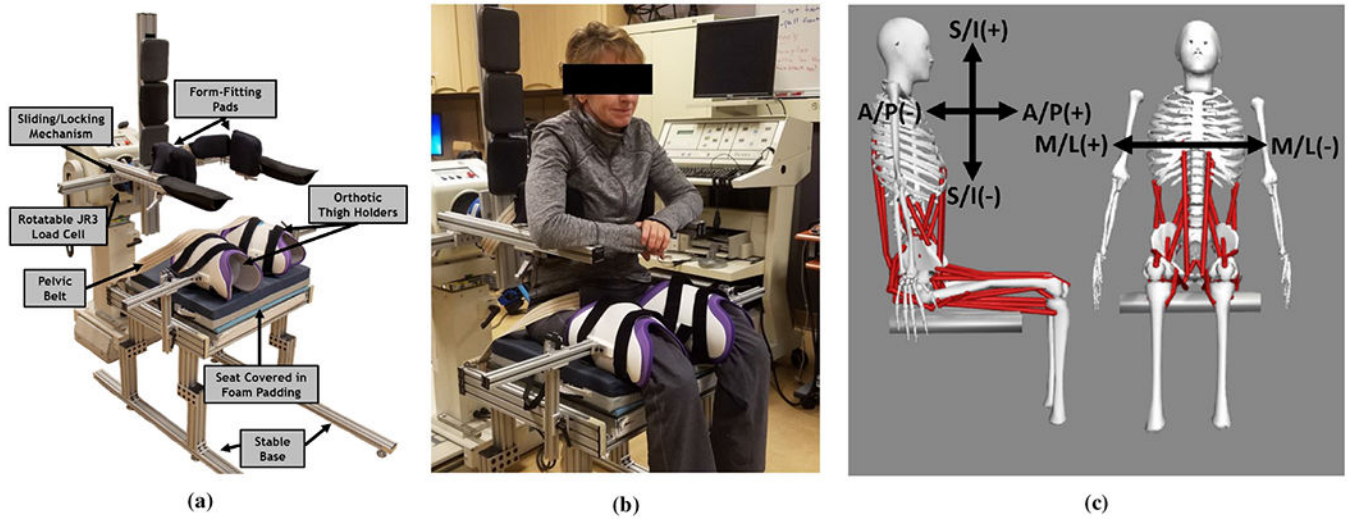 Form-Fitting
Pads
Sliding/Locking
Mechanism
Orthotic
Thigh Holders
Rotatable JR3
Load Cell
Pelvic
Belt
Seat Covered in
Foam Padding
Stable
Base
S/I(+)
A/P(-)
A/P(+)
M/L(+)
M/L(-)
S/I(-)
(a)
(b)
(c)